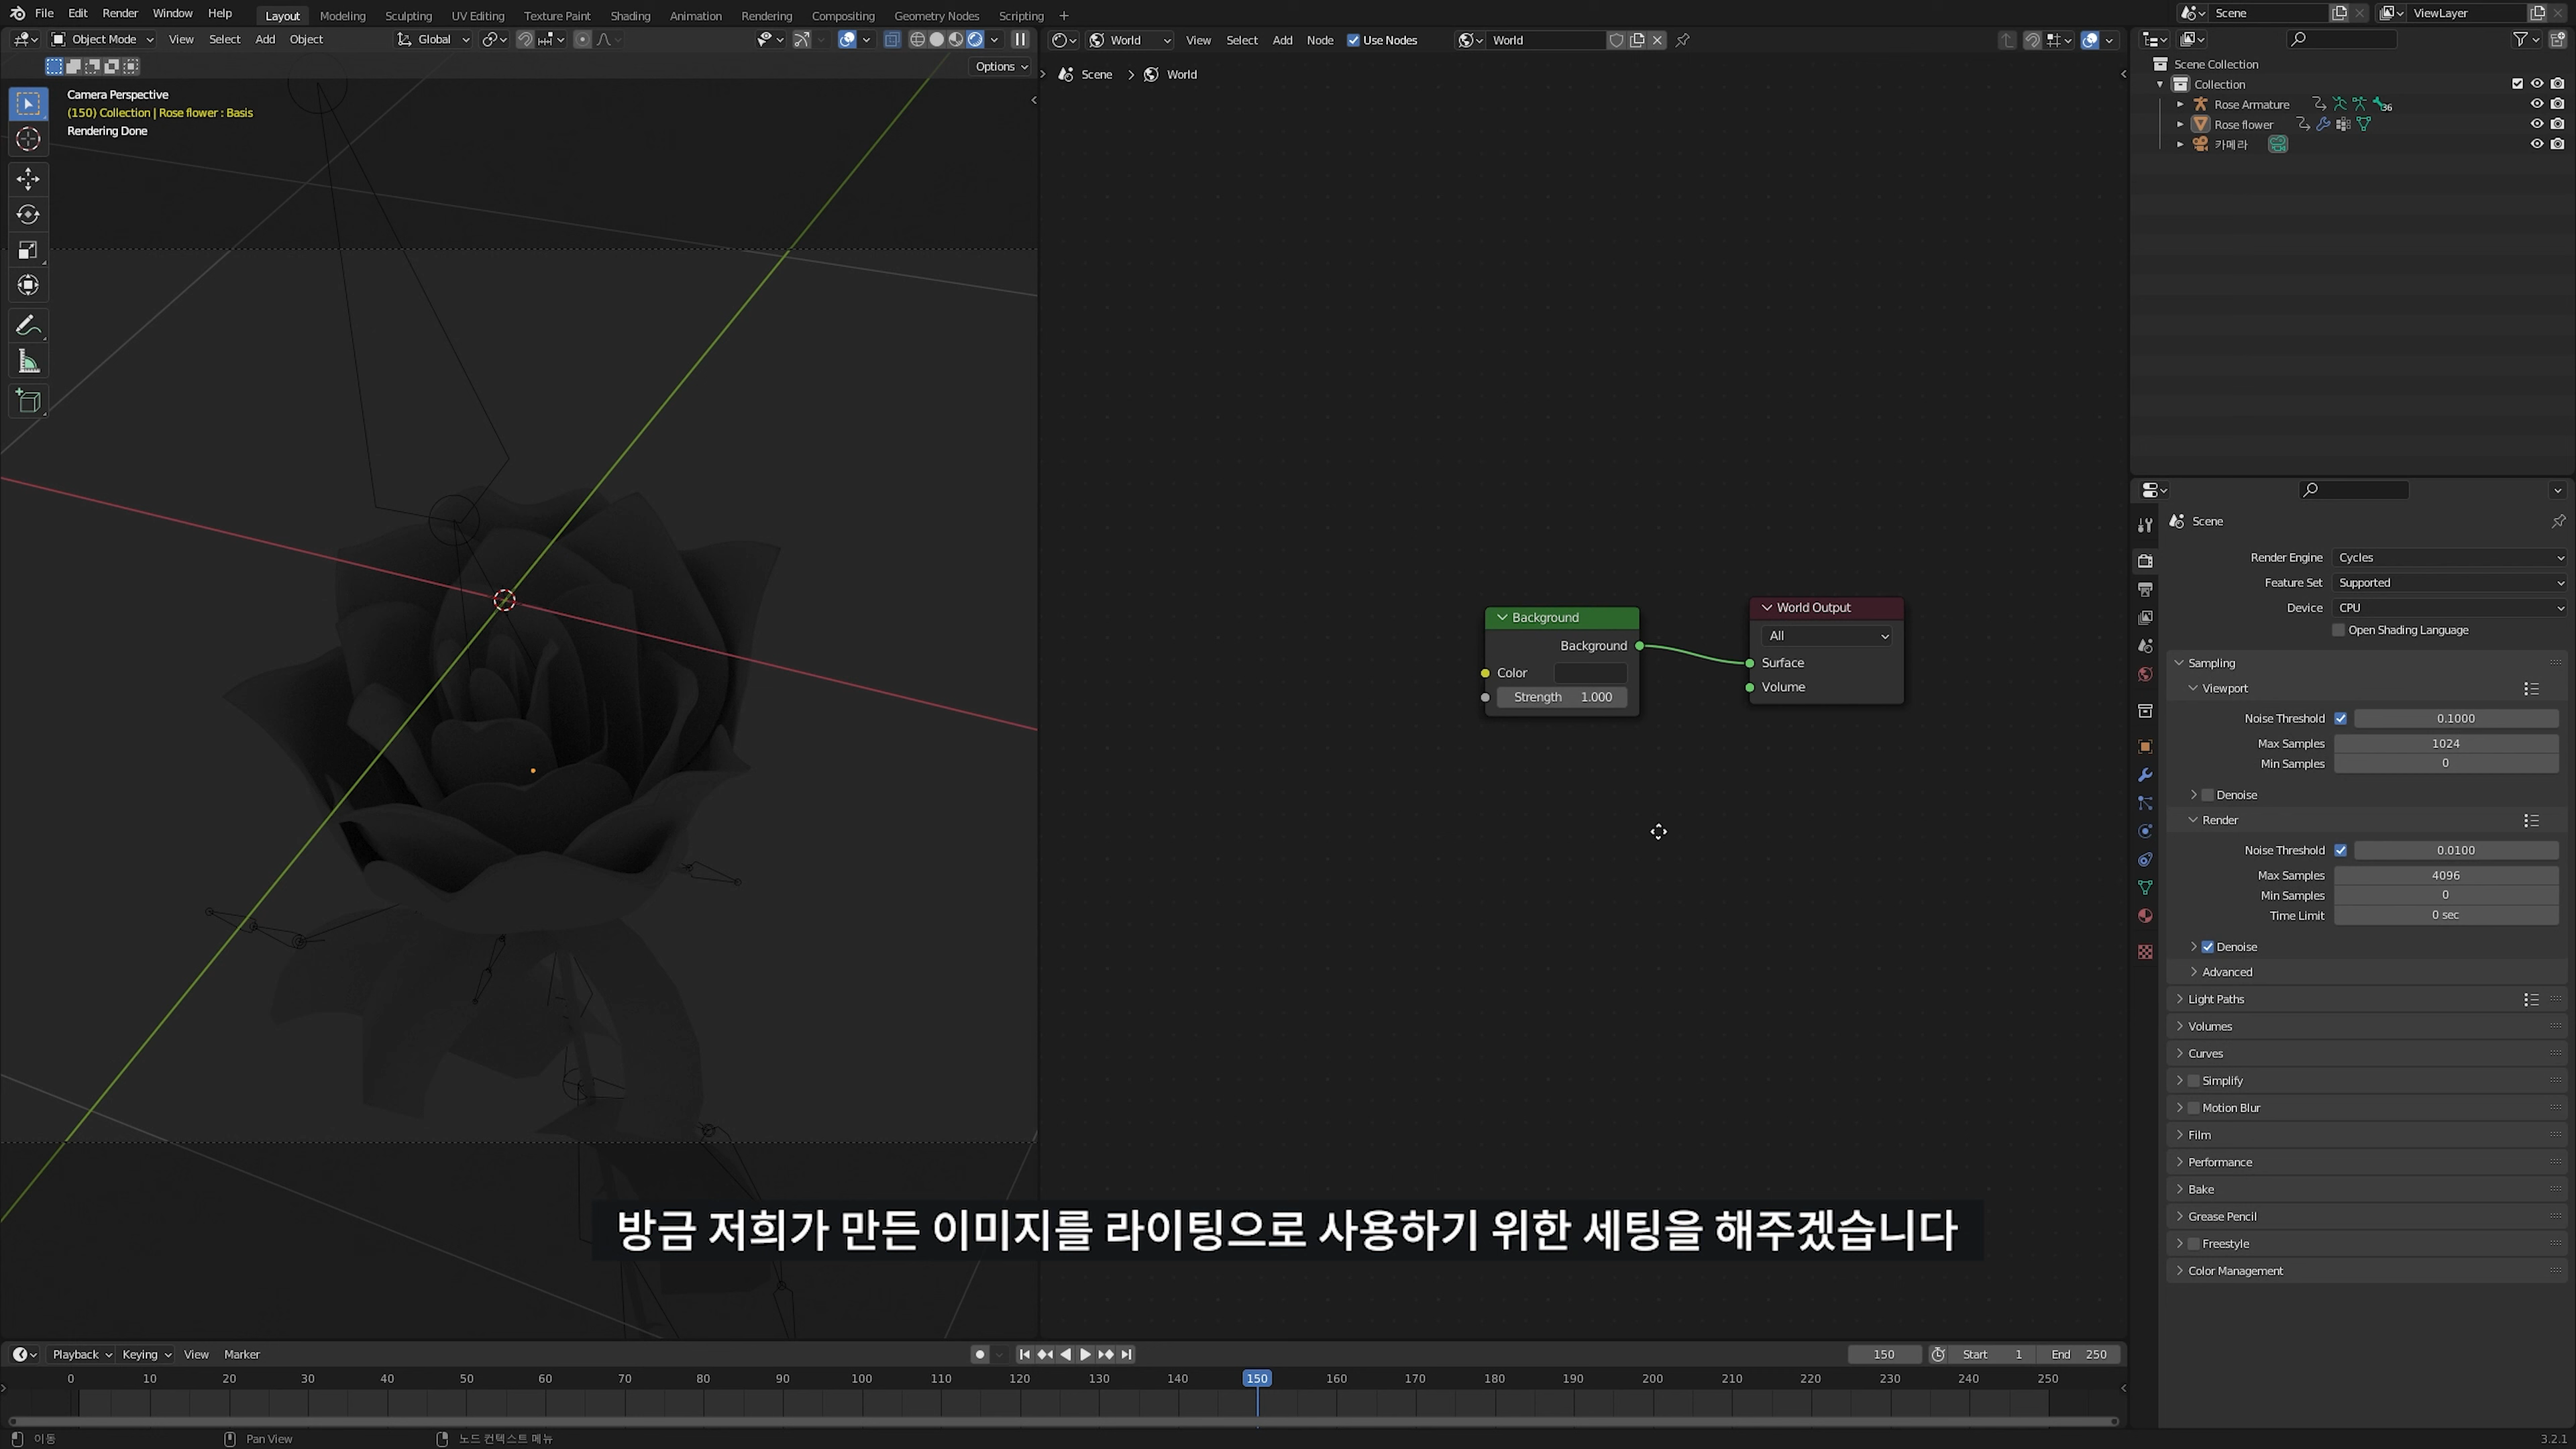 File Edit Render Window Help Layout Modeling Sculpting UV Editing Texture Paint Shading Animation Rendering Compositing Geometry Nodes Scripting + Scene ViewLayer
Object Mode View Select Add Object Global
Options
Camera Perspective
(150) Collection | Rose flower : Basis
Rendering Done
World View Select Add Node Use Nodes World
Scene > World
Background
Background
Color
Strength 1.000
World Output
All
Surface
Volume
Scene Collection
Collection
Rose Armature 36
Rose flower
카메라
Scene
Render Engine Cycles
Feature Set Supported
Device CPU
Open Shading Language
Sampling
Viewport
Noise Threshold 0.1000
Max Samples 1024
Min Samples 0
Denoise
Render
Noise Threshold 0.0100
Max Samples 4096
Min Samples 0
Time Limit 0 sec
Denoise
Advanced
Light Paths
Volumes
Curves
Simplify
Motion Blur
Film
Performance
Bake
Grease Pencil
Freestyle
Color Management
방금 저희가 만든 이미지를 라이팅으로 사용하기 위한 세팅을 해주겠습니다
Playback Keying View Marker 150 Start 1 End 250
0 10 20 30 40 50 60 70 80 90 100 110 120 130 140 150 160 170 180 190 200 210 220 230 240 250
이동 Pan View 노드 컨텍스트 메뉴 3.2.1